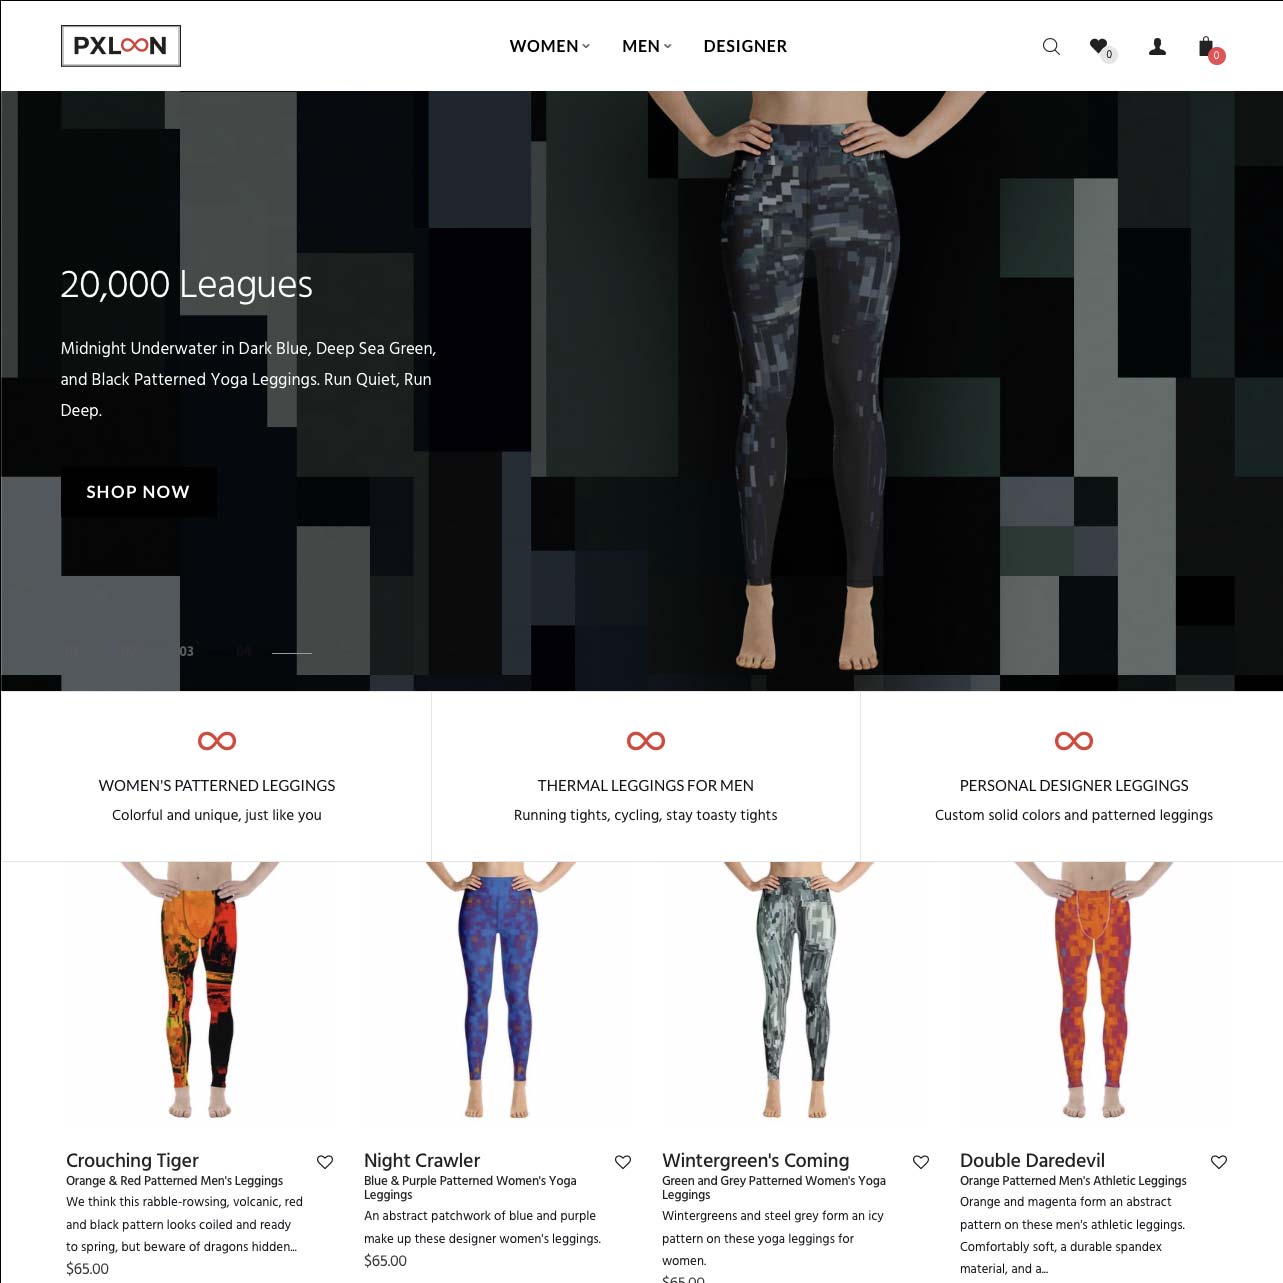 PXLOON
WOMEN
MEN
DESIGNER
0
0
20,000 Leagues
Midnight Underwater in Dark Blue, Deep Sea Green,
and Black Patterned Yoga Leggings. Run Quiet, Run
Deep.
SHOP NOW
01 02 03 04
WOMEN'S PATTERNED LEGGINGS
Colorful and unique, just like you
THERMAL LEGGINGS FOR MEN
Running tights, cycling, stay toasty tights
PERSONAL DESIGNER LEGGINGS
Custom solid colors and patterned leggings
Crouching Tiger
Orange & Red Patterned Men's Leggings
We think this rabble-rowsing, volcanic, red
and black pattern looks coiled and ready
to spring, but beware of dragons hidden...
$65.00
Night Crawler
Blue & Purple Patterned Women's Yoga
Leggings
An abstract patchwork of blue and purple
make up these designer women's leggings.
$65.00
Wintergreen's Coming
Green and Grey Patterned Women's Yoga
Leggings
Wintergreens and steel grey form an icy
pattern on these yoga leggings for
women.
$65.00
Double Daredevil
Orange Patterned Men's Athletic Leggings
Orange and magenta form an abstract
pattern on these men's athletic leggings.
Comfortably soft, a durable spandex
material, and a...